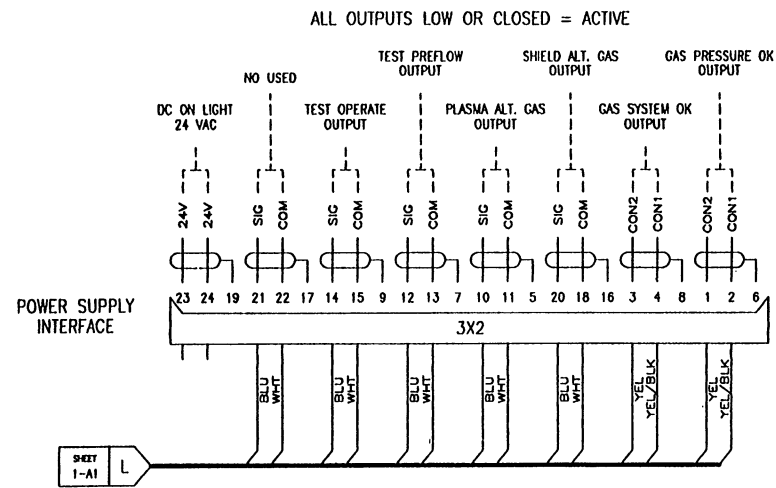 ALL OUTPUTS LOW OR CLOSED = ACTIVE
TEST PREFLOW
OUTPUT
SHIELD ALT. GAS
OUTPUT
GAS PRESSURE OK
OUTPUT
NO USED
DC ON LIGHT
24 VAC
TEST OPERATE
OUTPUT
PLASMA ALT. GAS
OUTPUT
GAS SYSTEM OK
OUTPUT
24V 24V SIG COM SIG COM SIG COM SIG COM SIG COM CON2 CON1 CON2 CON1
23 24 19 21 22 17 14 15 9 12 13 7 10 11 5 20 18 16 3 4 8 1 2 6
POWER SUPPLY
INTERFACE
3X2
BLU WHT BLU WHT BLU WHT BLU WHT BLU WHT YEL YEL/BLK YEL YEL/BLK
SHEET
1-A1
L